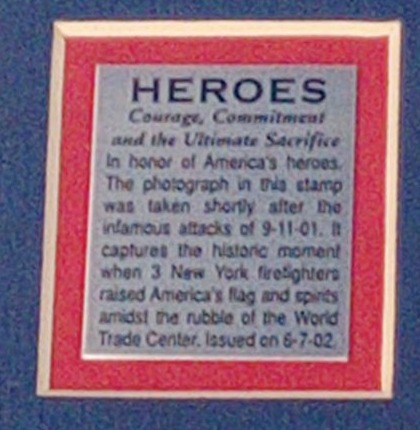 HEROES
Courage, Commitment
and the Ultimate Sacrifice
In honor of America's heroes.
The photograph in this stamp
was taken shortly after the
infamous attacks of 9-11-01. It
captures the historic moment
when 3 New York firefighters
raised America's flag and spirits
amidst the rubble of the World
Trade Center. Issued on 6-7-02.